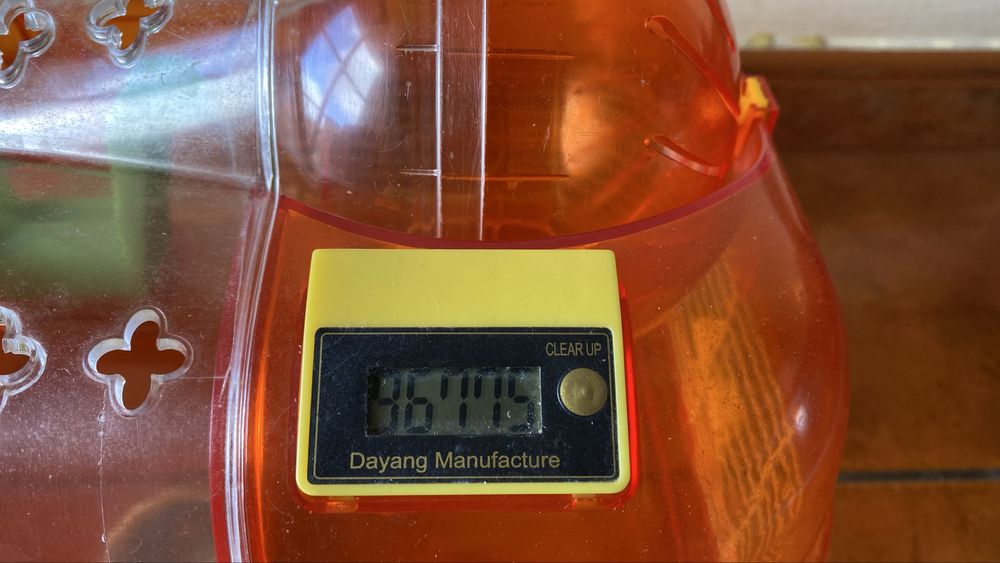 CLEAR UP
Dayang Manufacture